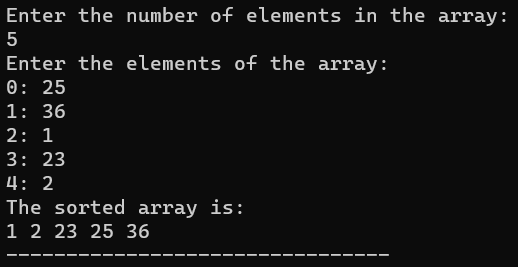 Enter the number of elements in the array:
5
Enter the elements of the array:
0: 25
1: 36
2: 1
3: 23
4: 2
The sorted array is:
1 2 23 25 36
--------------------------------